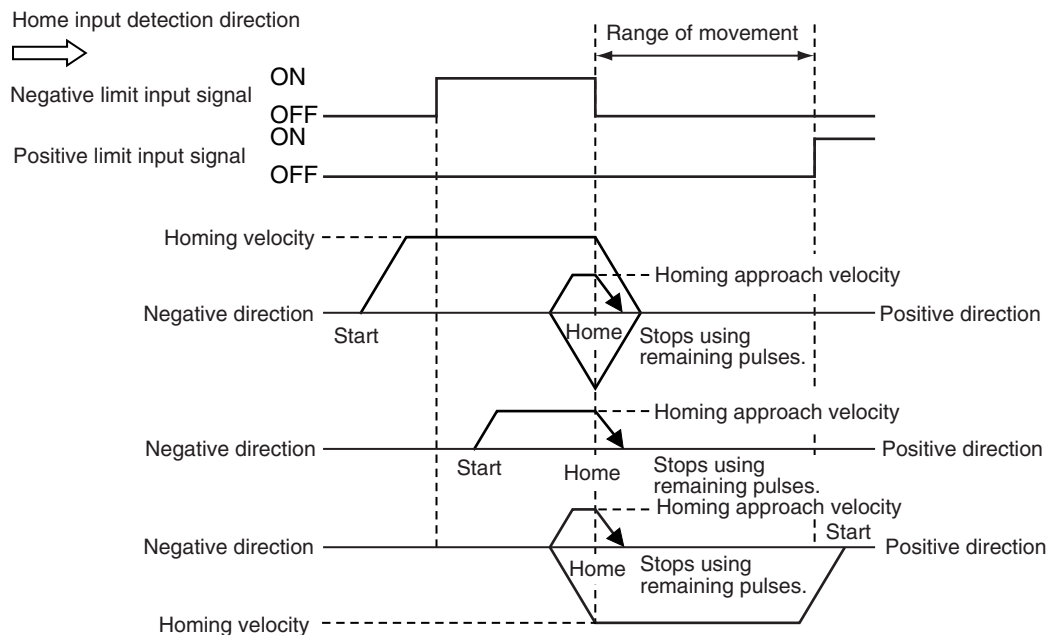 Home input detection direction
Range of movement
ON
Negative limit input signal
OFF
ON
Positive limit input signal
OFF
Homing velocity
Homing approach velocity
Negative direction
Positive direction
Start
Home
Stops using
remaining pulses.
Homing approach velocity
Negative direction
Positive direction
Start
Home
Stops using
remaining pulses.
Homing approach velocity
Start
Negative direction
Positive direction
Home
Stops using
remaining pulses.
Homing velocity